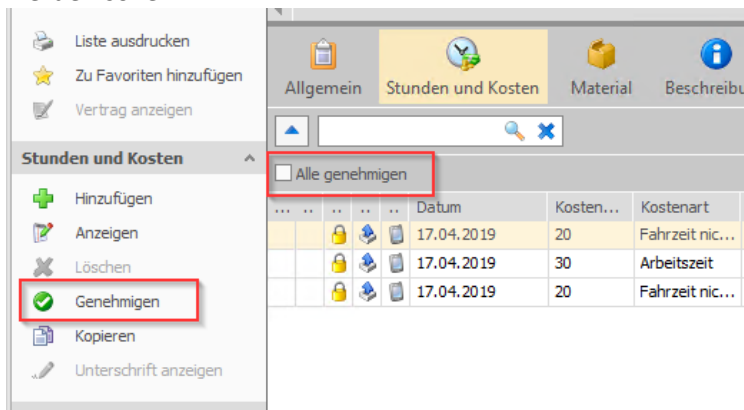 Liste ausdrucken
Zu Favoriten hinzufügen
Vertrag anzeigen
Stunden und Kosten
Hinzufügen
Anzeigen
Löschen
Genehmigen
Kopieren
Unterschrift anzeigen
Allgemein Stunden und Kosten Material Beschreibu
Alle genehmigen
... .. .. .. .. Datum Kosten... Kostenart
17.04.2019 20 Fahrzeit nic...
17.04.2019 30 Arbeitszeit
17.04.2019 20 Fahrzeit nic...